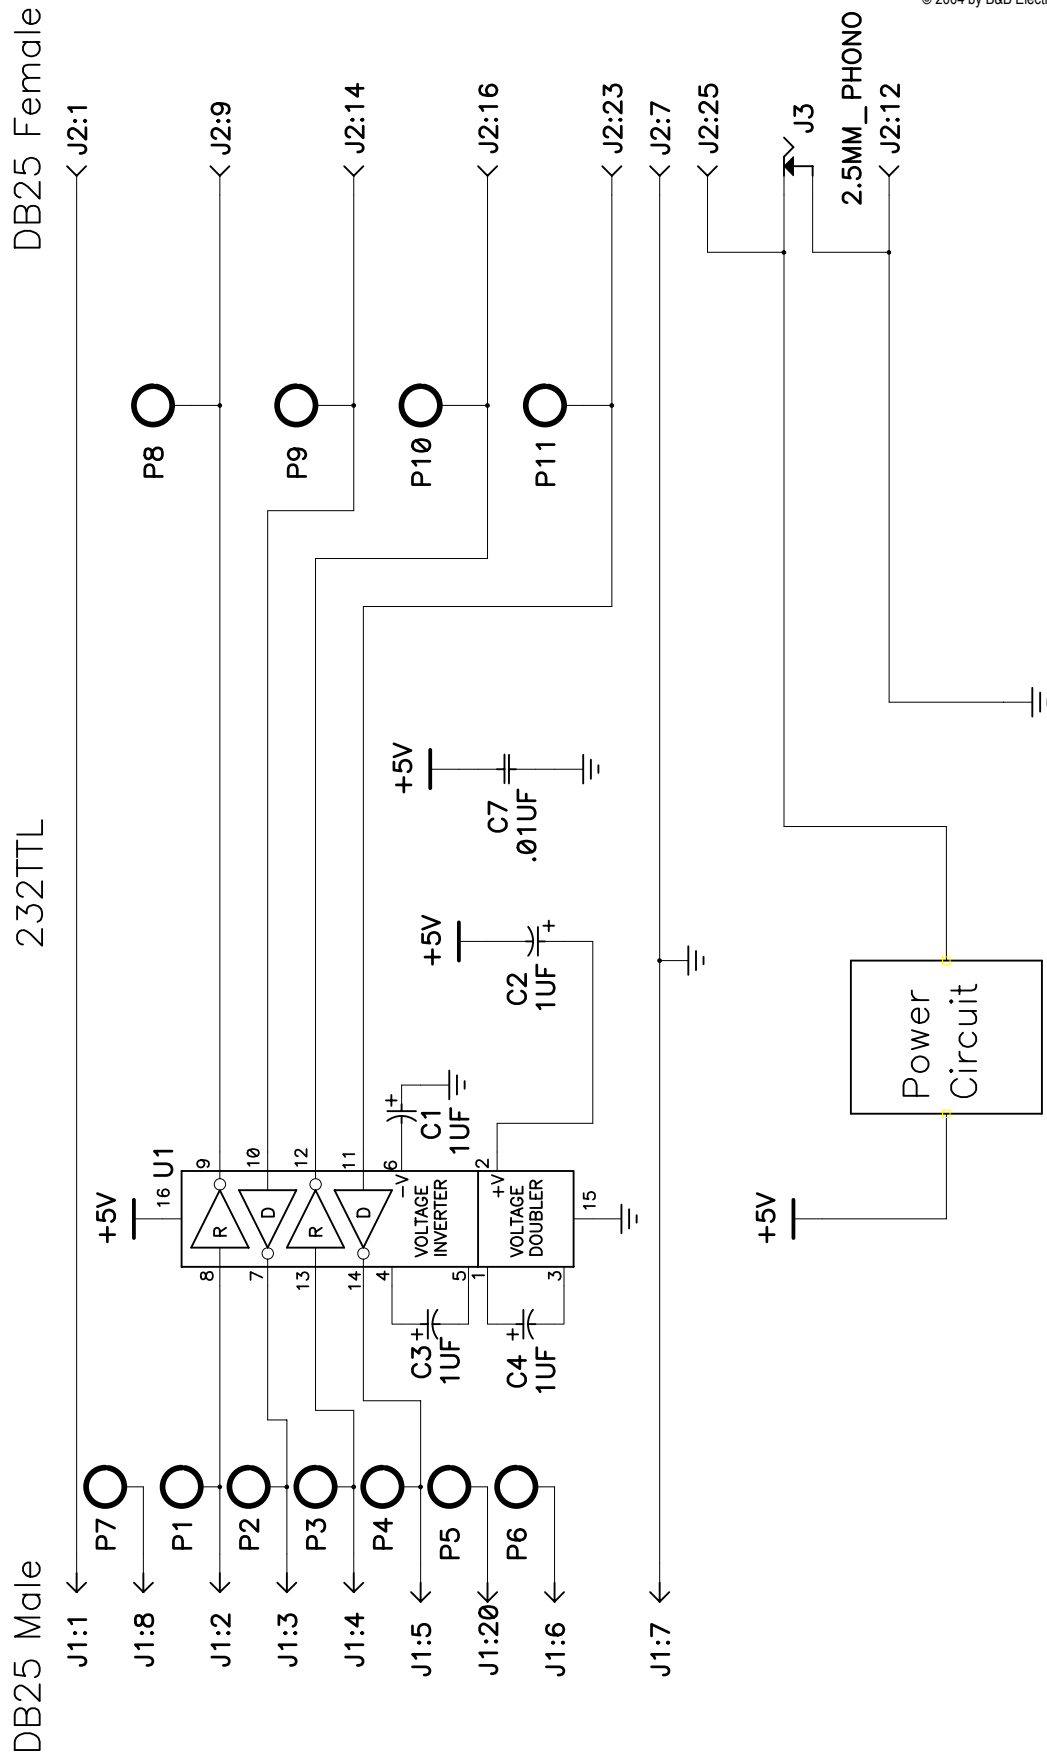 © 2004 by B&B Electr
DB25 Male
232TTL
DB25 Female
J1:1
J2:1
P7
J1:8
P8
+5V
16
U1
P1
J1:2
8
R
9
J2:9
P2
J1:3
7
D
10
P9
J2:14
P3
J1:4
13
R
12
P10
J2:16
P4
J1:5
14
D
11
P11
J2:23
P5
J1:20
P6
J1:6
4
5
C3
+
1UF
VOLTAGE
INVERTER
-V
6
+
C1
1UF
1
3
C4
+
1UF
VOLTAGE
DOUBLER
+V
2
15
+5V
C2
1UF
+
+5V
C7
.01UF
J1:7
J2:7
J2:25
+5V
J3
2.5MM_PHONO
Power
Circuit
J2:12